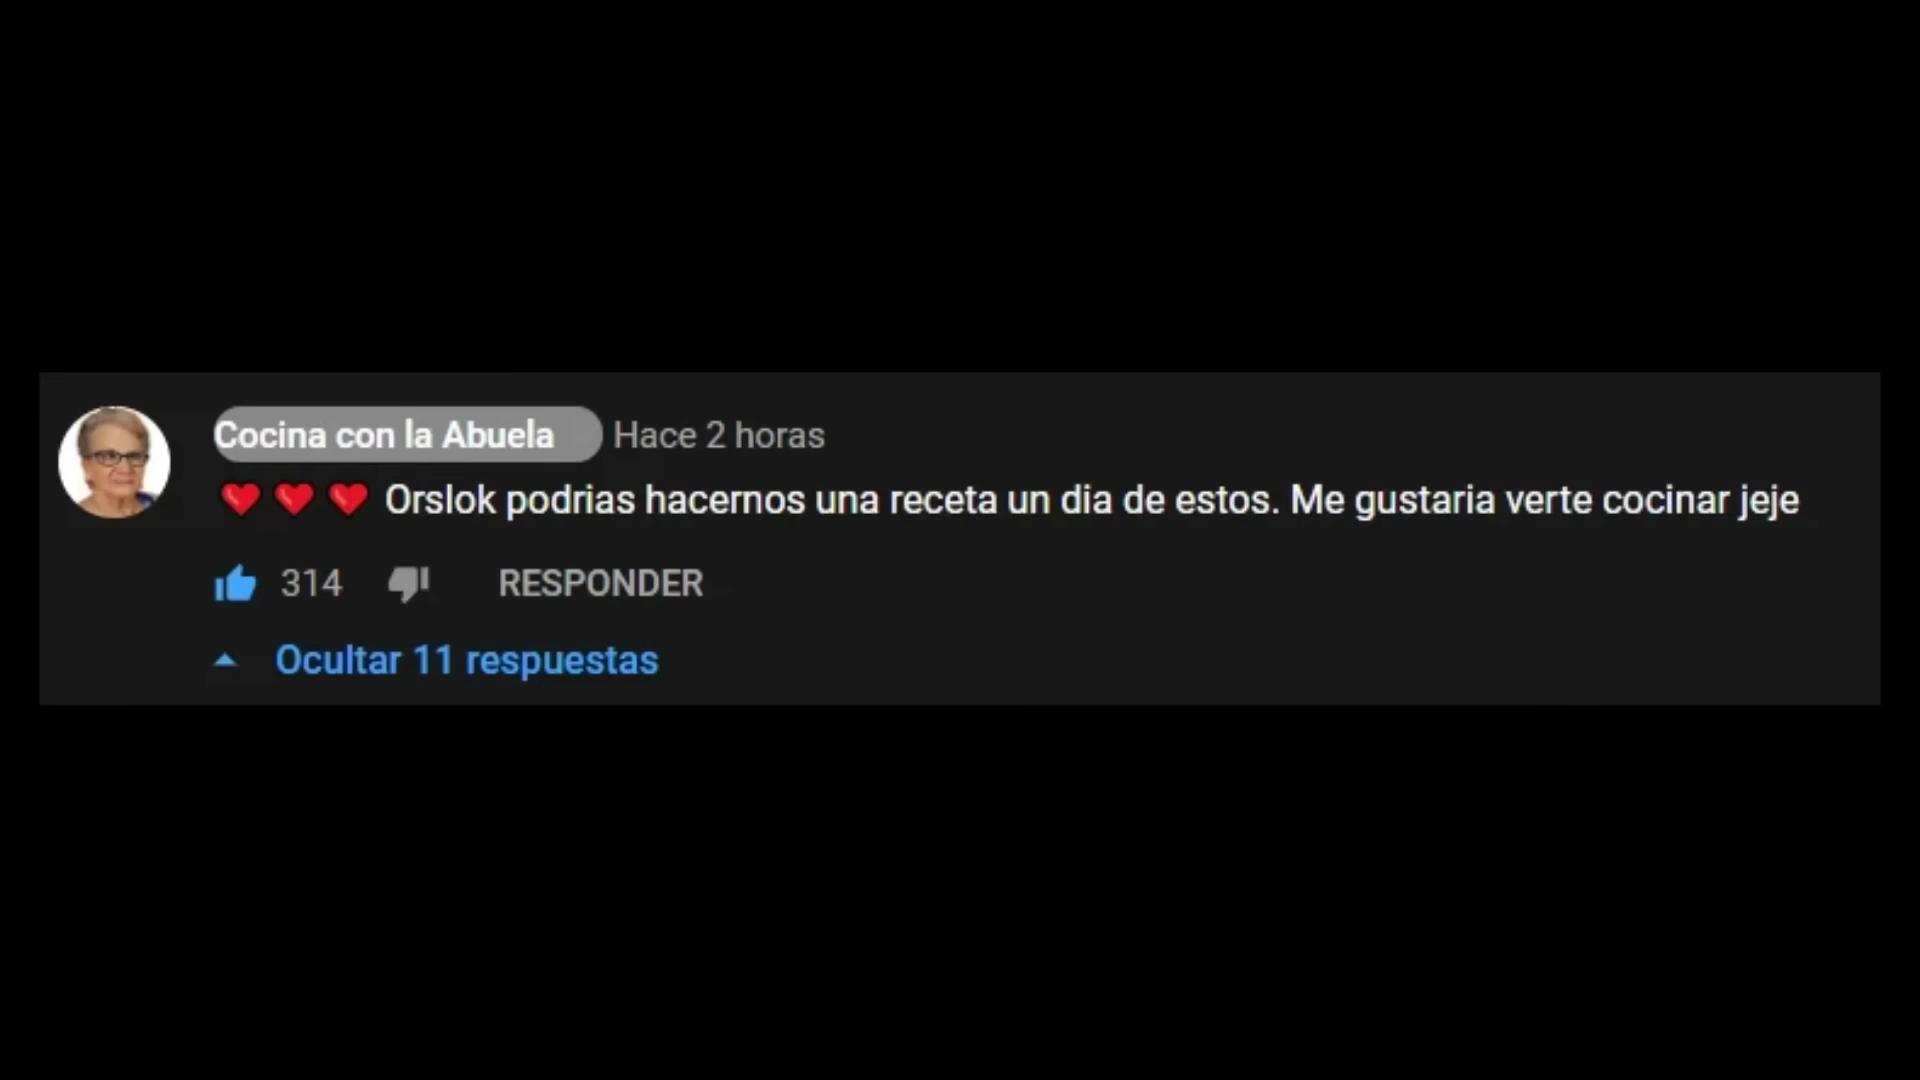 Cocina con la Abuela Hace 2 horas
❤️ ❤️ ❤️ Orslok podrias hacernos una receta un dia de estos. Me gustaria verte cocinar jeje
314 RESPONDER
Ocultar 11 respuestas